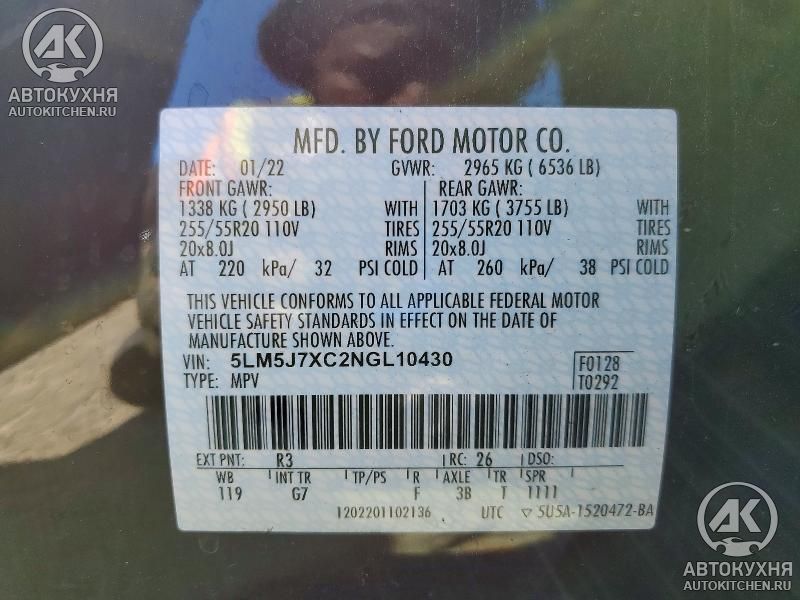 АК
АВТОКУХНЯ
AUTOKITCHEN.RU
MFD. BY FORD MOTOR CO.
DATE: 01/22 GVWR: 2965 KG ( 6536 LB)
FRONT GAWR: REAR GAWR:
1338 KG ( 2950 LB) WITH 1703 KG ( 3755 LB) WITH
255/55R20 110V TIRES 255/55R20 110V TIRES
20x8.0J RIMS 20x8.0J RIMS
AT 220 kPa/ 32 PSI COLD AT 260 kPa/ 38 PSI COLD
THIS VEHICLE CONFORMS TO ALL APPLICABLE FEDERAL MOTOR
VEHICLE SAFETY STANDARDS IN EFFECT ON THE DATE OF
MANUFACTURE SHOWN ABOVE.
VIN: 5LM5J7XC2NGL10430 F0128
TYPE: MPV T0292
EXT PNT: R3 RC: 26 DSO:
WB INT TR TP/PS R AXLE TR SPR
119 G7 F 3B T 1111
1202201102136 UTC ▽ 5U5A-1520472-BA
АК
АВТОКУХНЯ
AUTOKITCHEN.RU